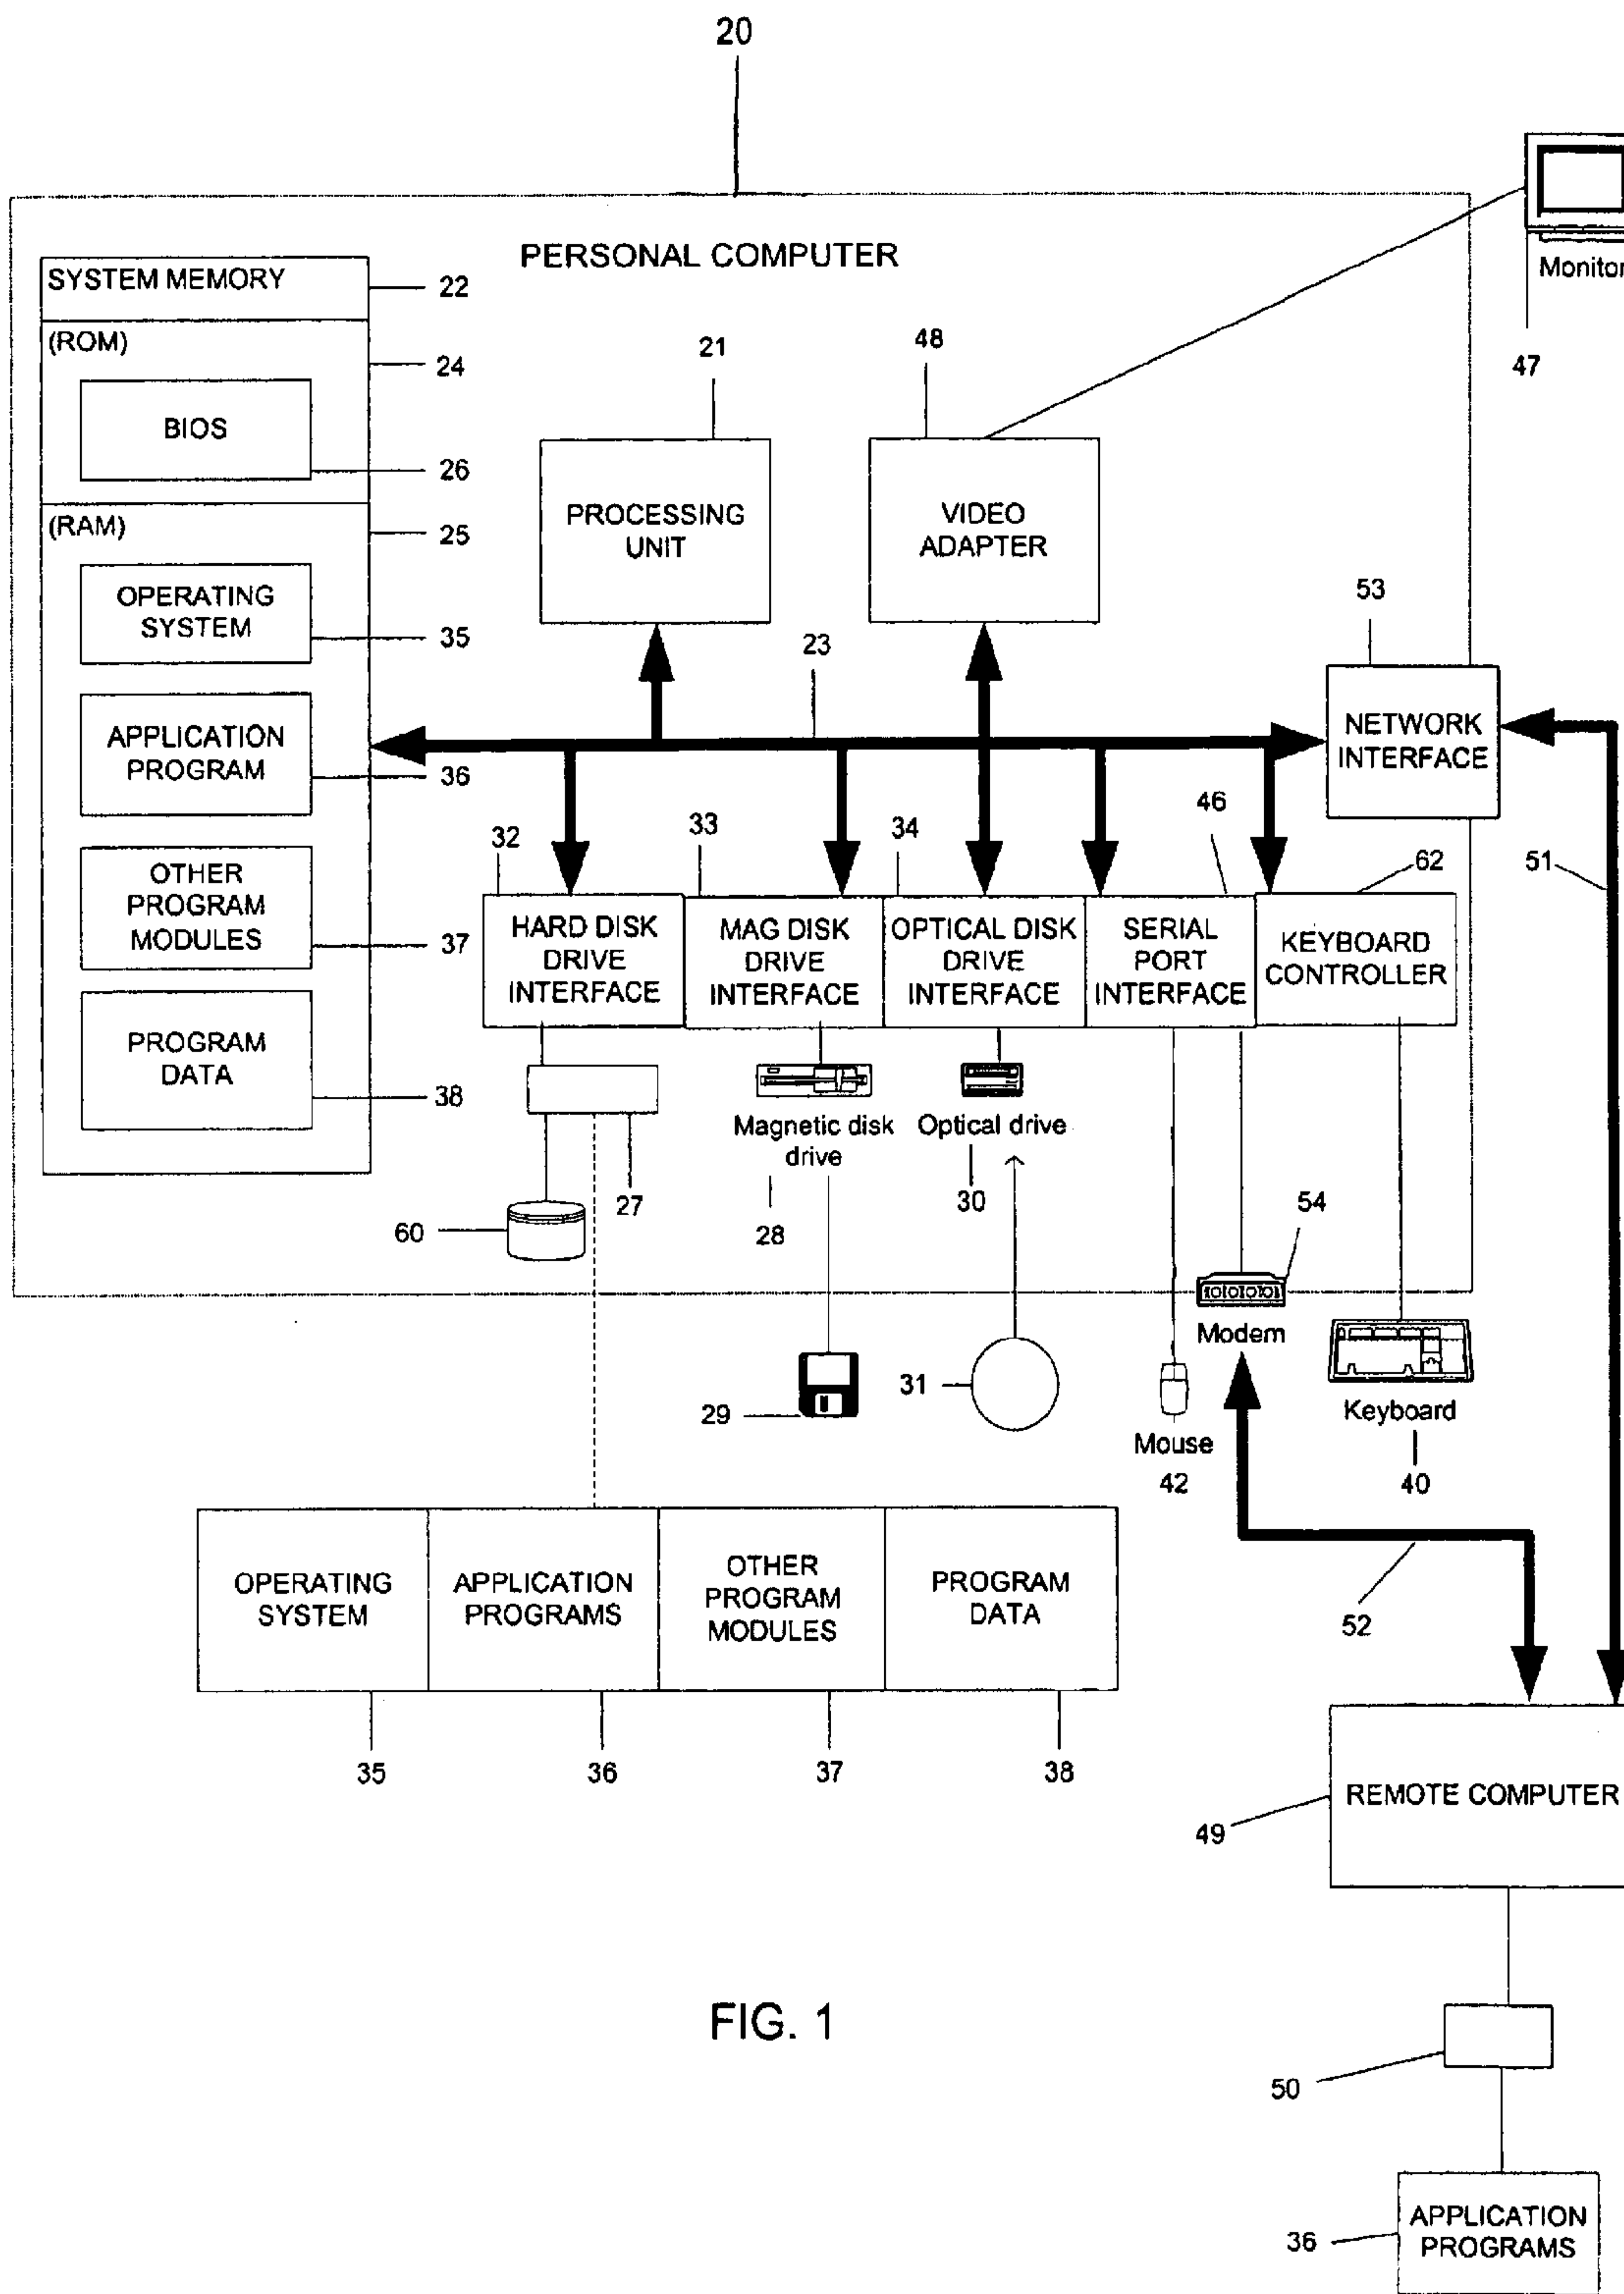 20
PERSONAL COMPUTER
Monitor
47
SYSTEM MEMORY
22
(ROM)
24
BIOS
26
(RAM)
25
OPERATING
SYSTEM
35
APPLICATION
PROGRAM
36
OTHER
PROGRAM
MODULES
37
PROGRAM
DATA
38
21
PROCESSING
UNIT
48
VIDEO
ADAPTER
23
53
NETWORK
INTERFACE
51
32
HARD DISK
DRIVE
INTERFACE
33
MAG DISK
DRIVE
INTERFACE
34
OPTICAL DISK
DRIVE
INTERFACE
46
SERIAL
PORT
INTERFACE
62
KEYBOARD
CONTROLLER
27
60
Magnetic disk
drive
28
Optical drive
30
54
Modem
29
31
Mouse
42
Keyboard
40
52
OPERATING
SYSTEM
APPLICATION
PROGRAMS
OTHER
PROGRAM
MODULES
PROGRAM
DATA
35
36
37
38
REMOTE COMPUTER
49
50
36
APPLICATION
PROGRAMS
FIG. 1